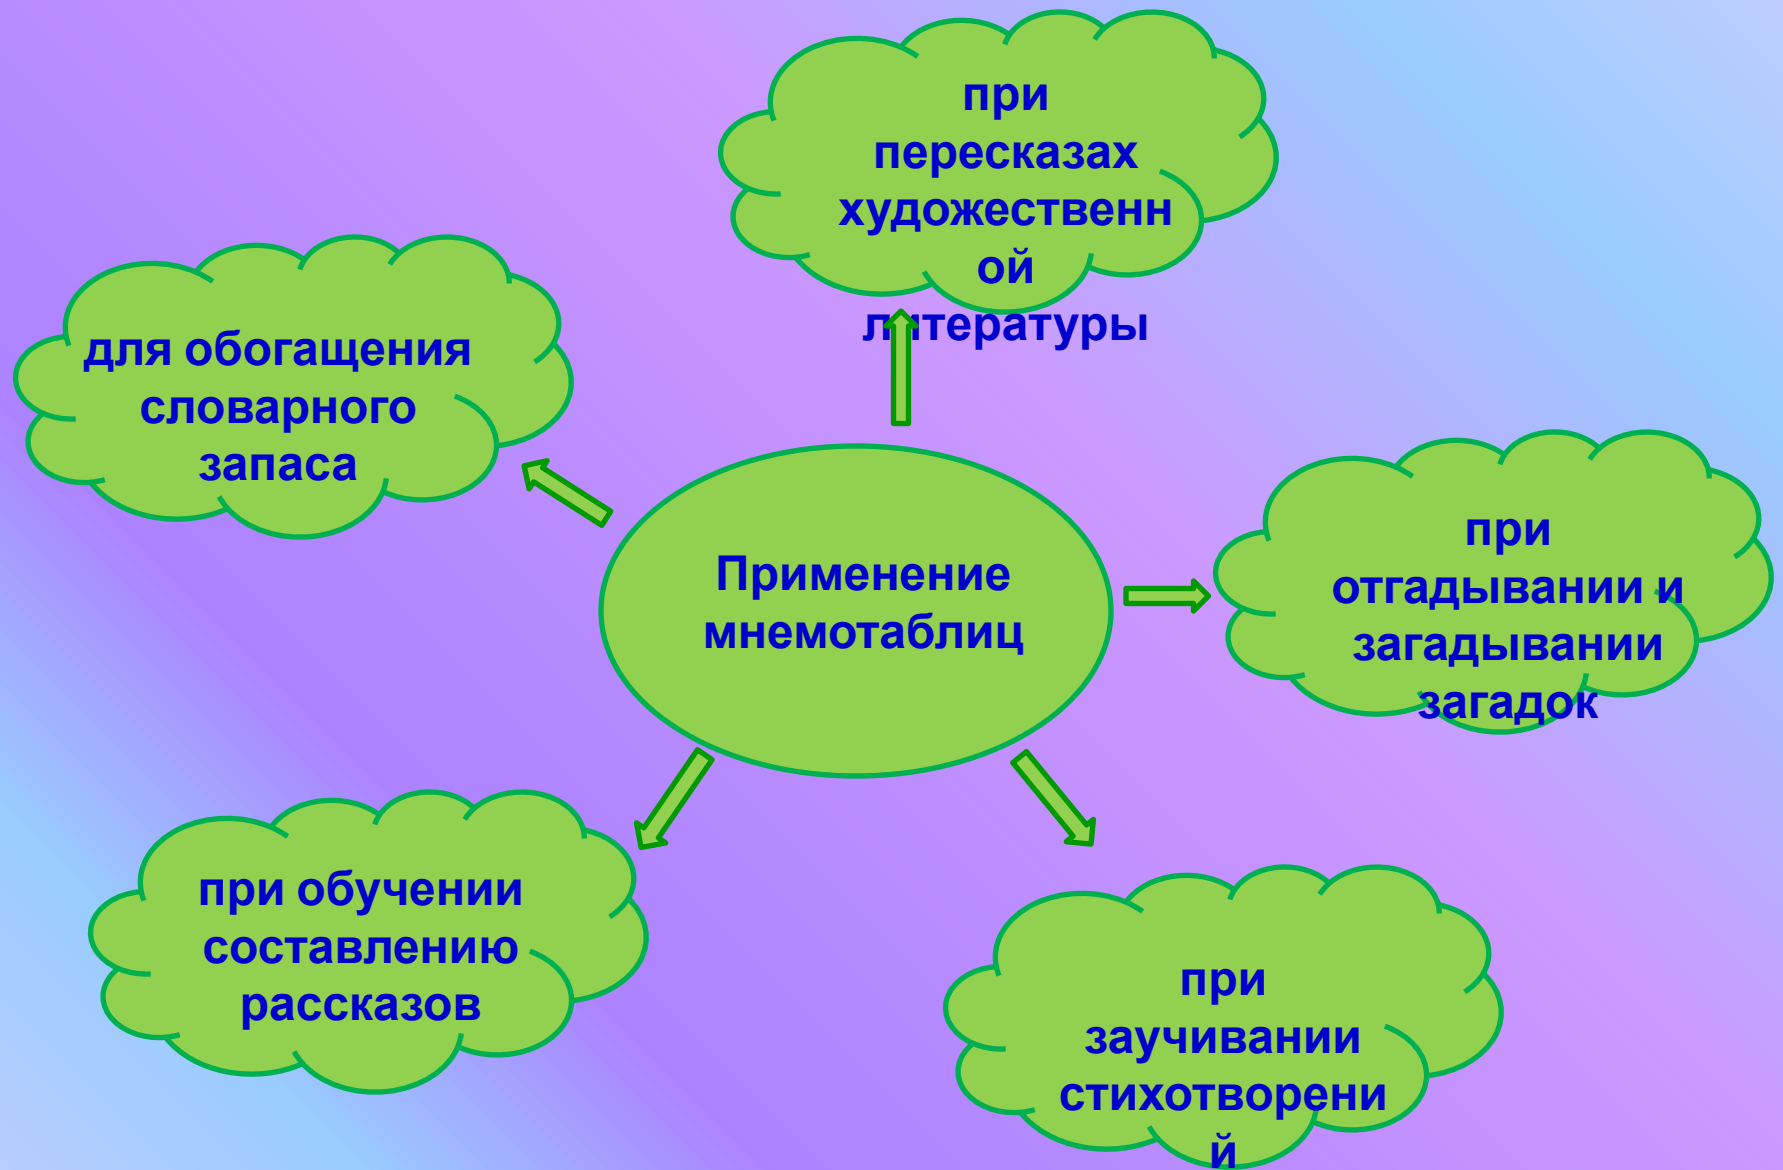 при
пересказах
художественн
ой
литературы
для обогащения
словарного
запаса
Применение
мнемотаблиц
при
отгадывании и
загадывании
загадок
при обучении
составлению
рассказов
при
заучивании
стихотворени
й